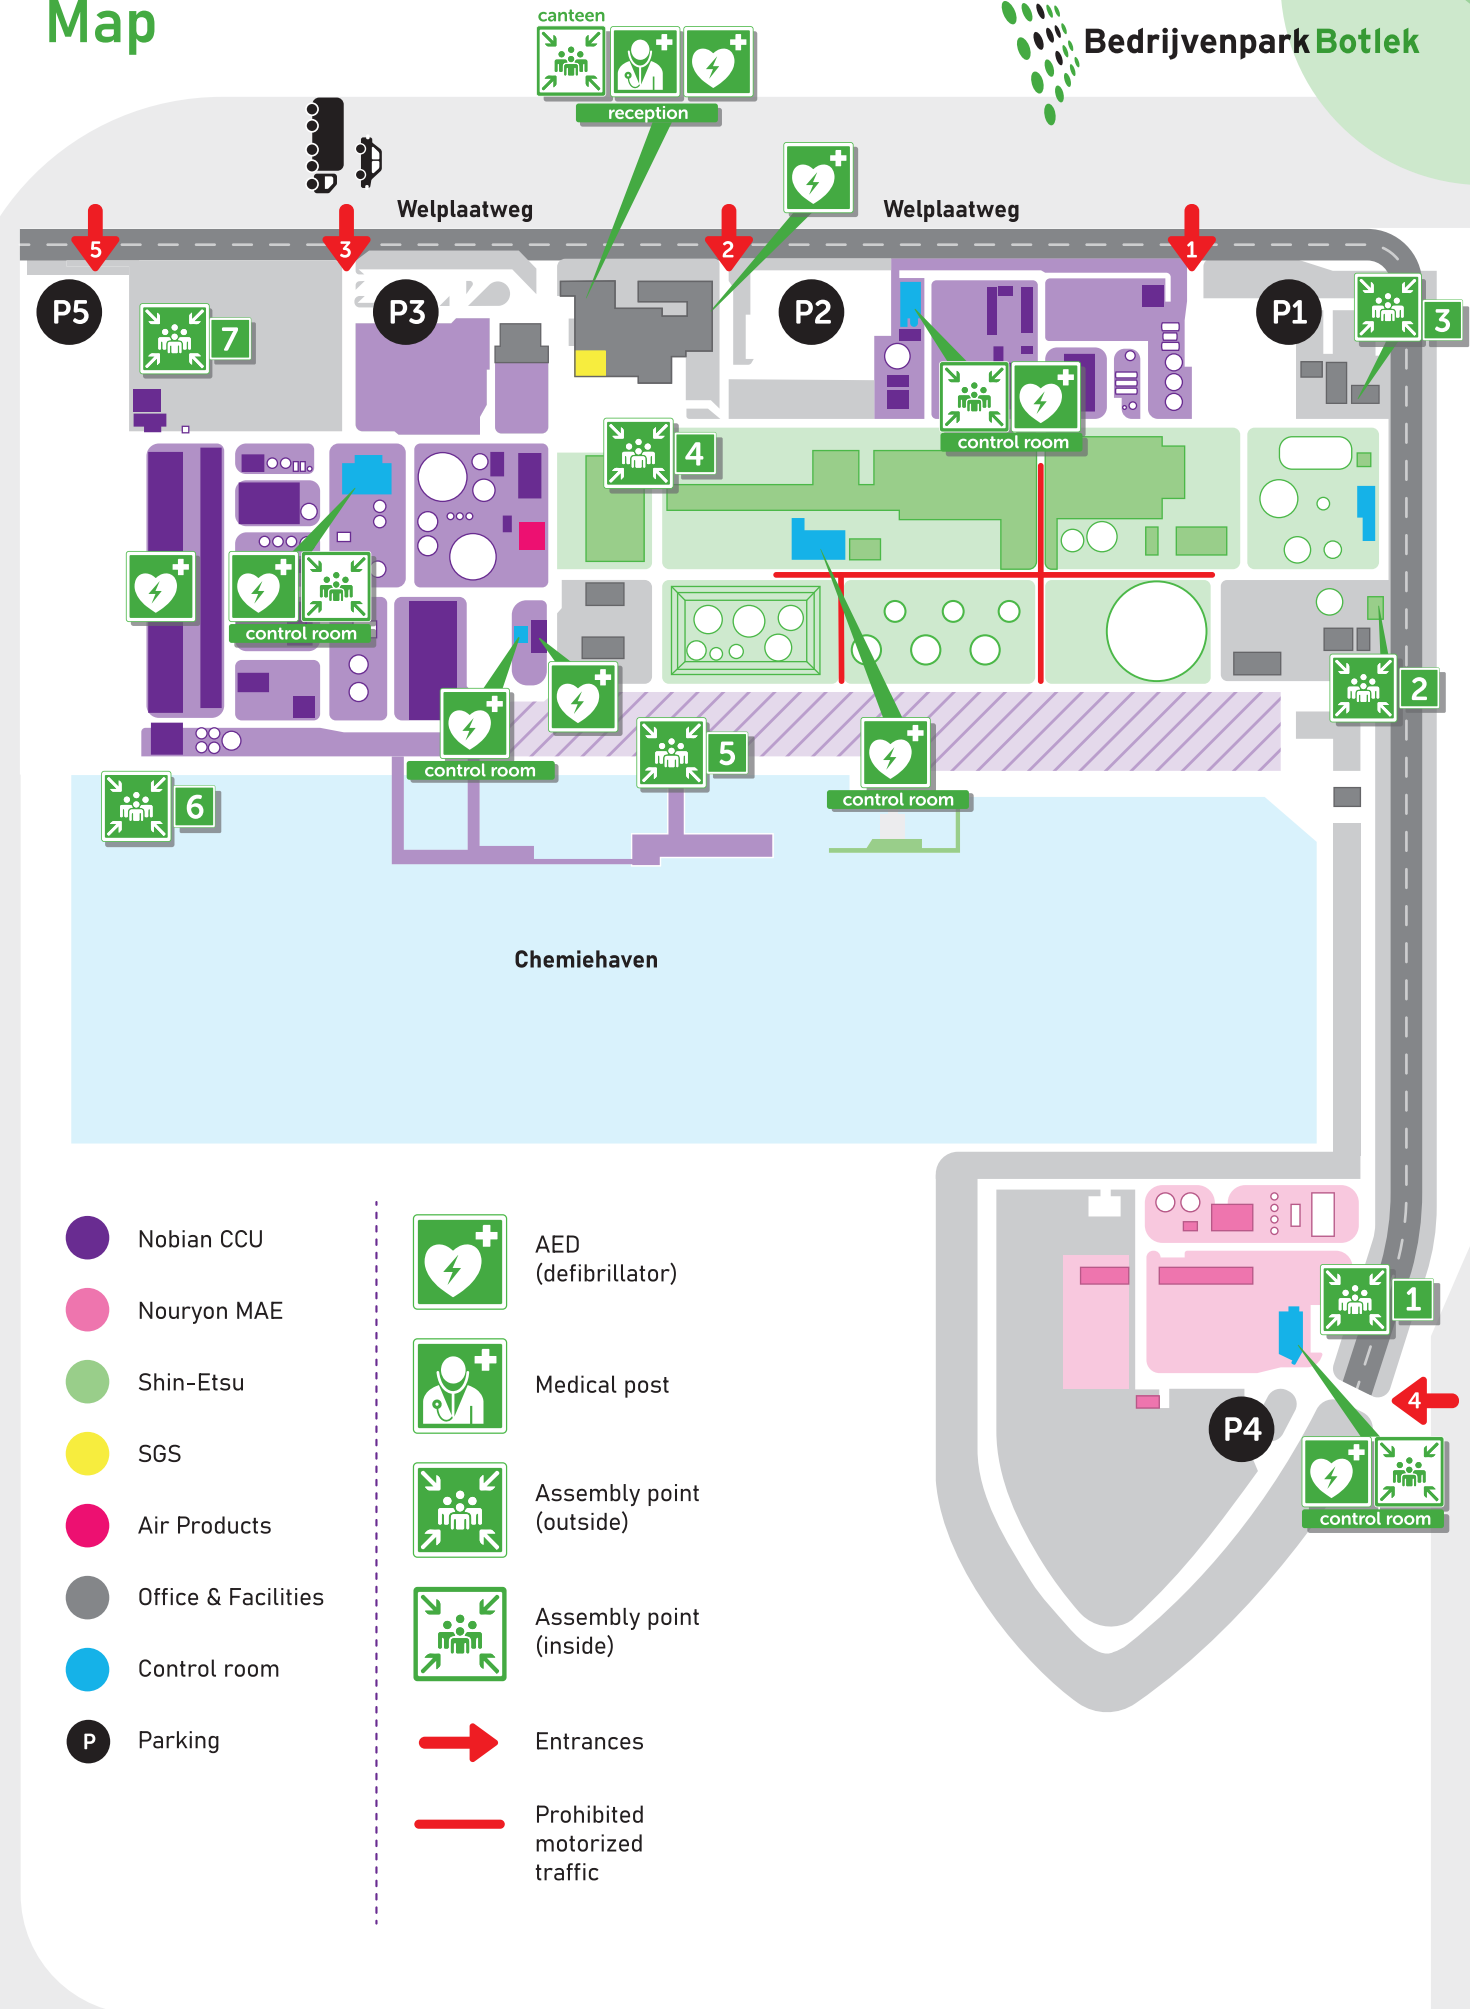 Map
canteen
Bedrijvenpark Botlek
reception
Welplaatweg
Welplaatweg
5
3
2
1
P5
P3
P2
P1
7
3
control room
4
control room
2
5
control room
control room
6
Chemiehaven
1
4
P4
control room
Nobian CCU
Nouryon MAE
Shin-Etsu
SGS
Air Products
Office & Facilities
Control room
P
Parking
AED
(defibrillator)
Medical post
Assembly point
(outside)
Assembly point
(inside)
Entrances
Prohibited
motorized
traffic